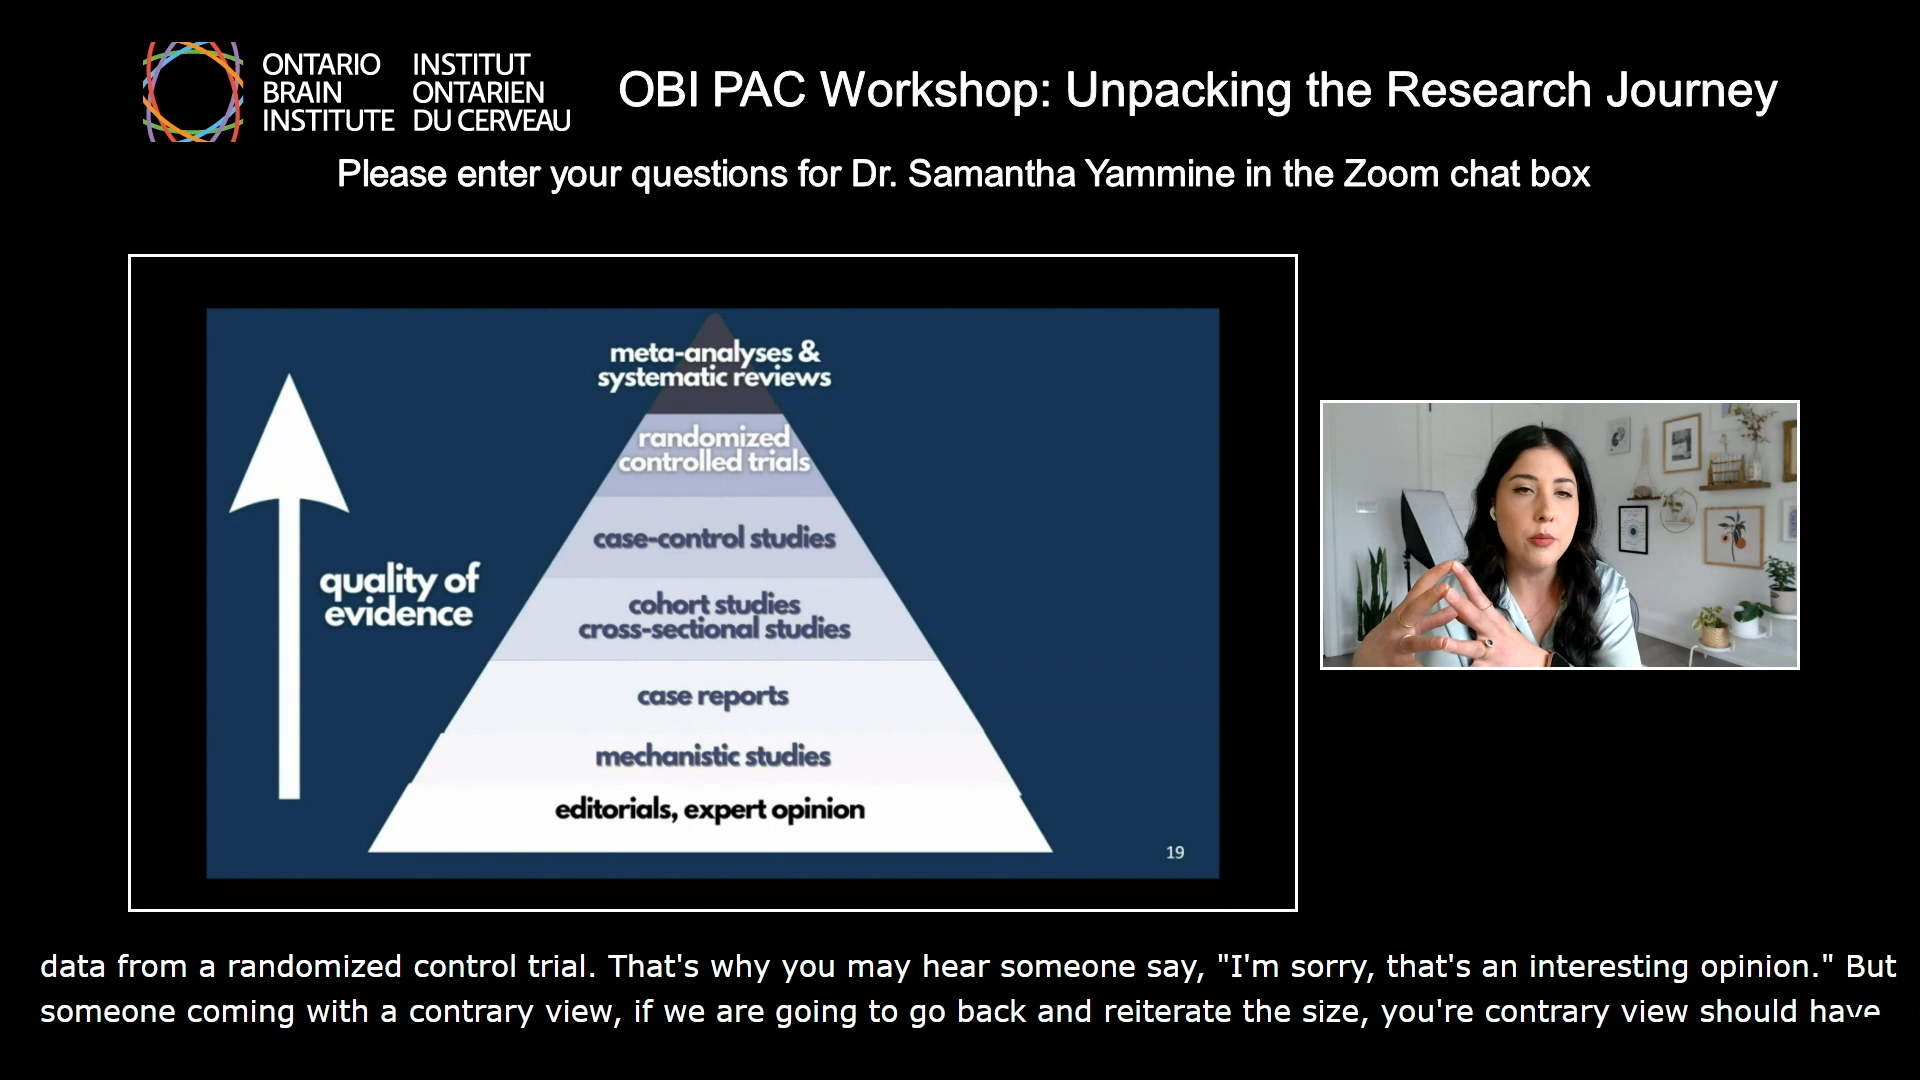 ONTARIO
BRAIN
INSTITUTE
INSTITUT
ONTARIEN
DU CERVEAU
OBI PAC Workshop: Unpacking the Research Journey
Please enter your questions for Dr. Samantha Yammine in the Zoom chat box
meta-analyses &
systematic reviews
randomized
controlled trials
case-control studies
cohort studies
cross-sectional studies
case reports
mechanistic studies
editorials, expert opinion
quality of
evidence
19
data from a randomized control trial. That's why you may hear someone say, "I'm sorry, that's an interesting opinion." But
someone coming with a contrary view, if we are going to go back and reiterate the size, you're contrary view should have